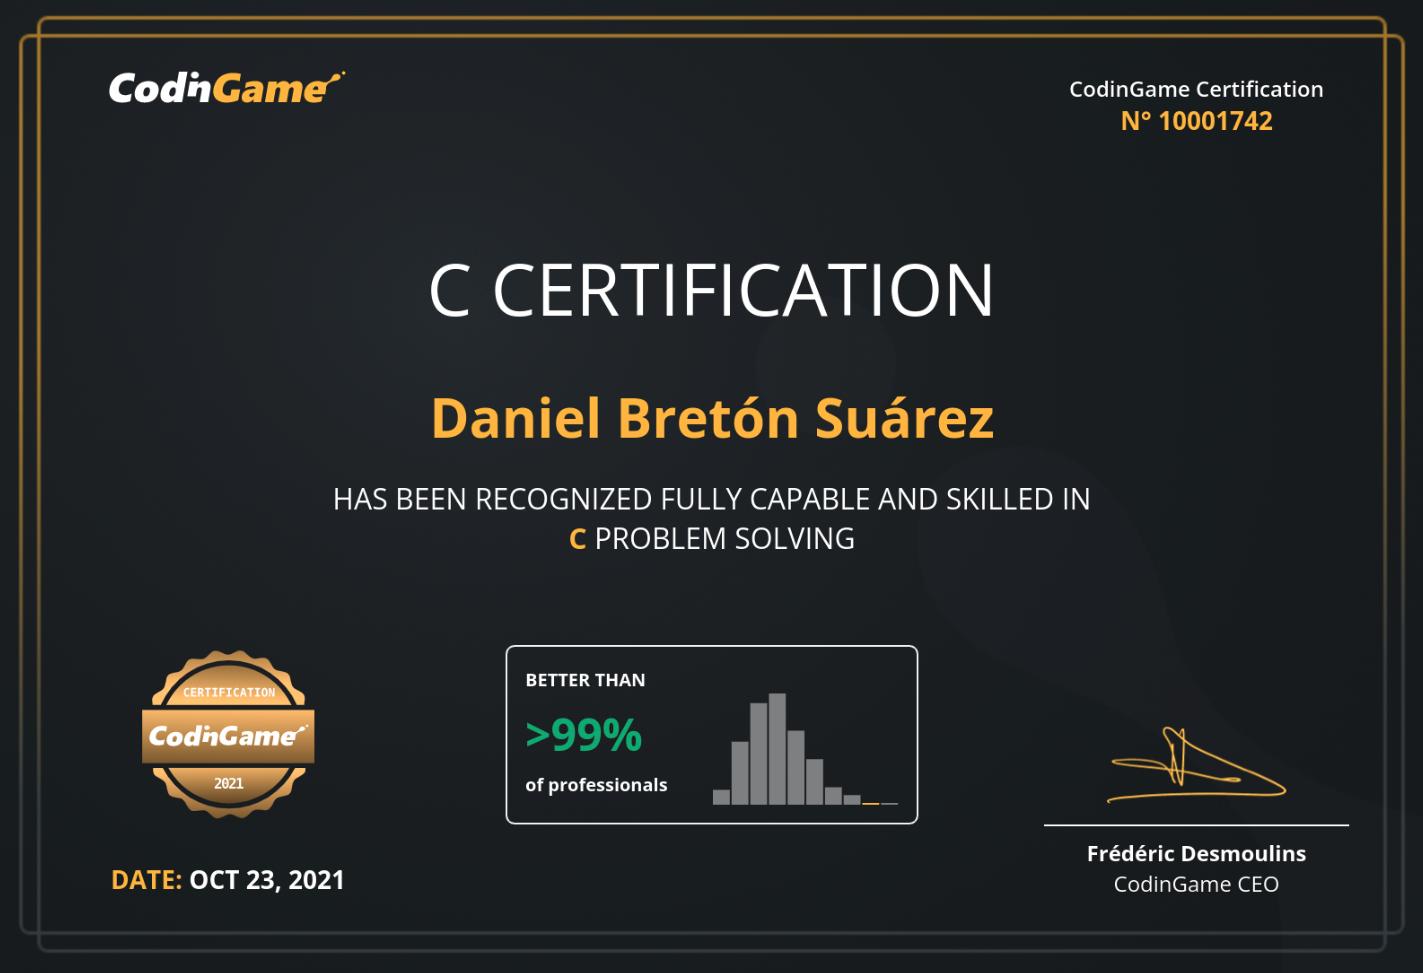 CodinGame
CodinGame Certification
N° 10001742
C CERTIFICATION
Daniel Bretón Suárez
HAS BEEN RECOGNIZED FULLY CAPABLE AND SKILLED IN
C PROBLEM SOLVING
CERTIFICATION
CodinGame
2021
BETTER THAN
>99%
of professionals
DATE: OCT 23, 2021
Frédéric Desmoulins
CodinGame CEO